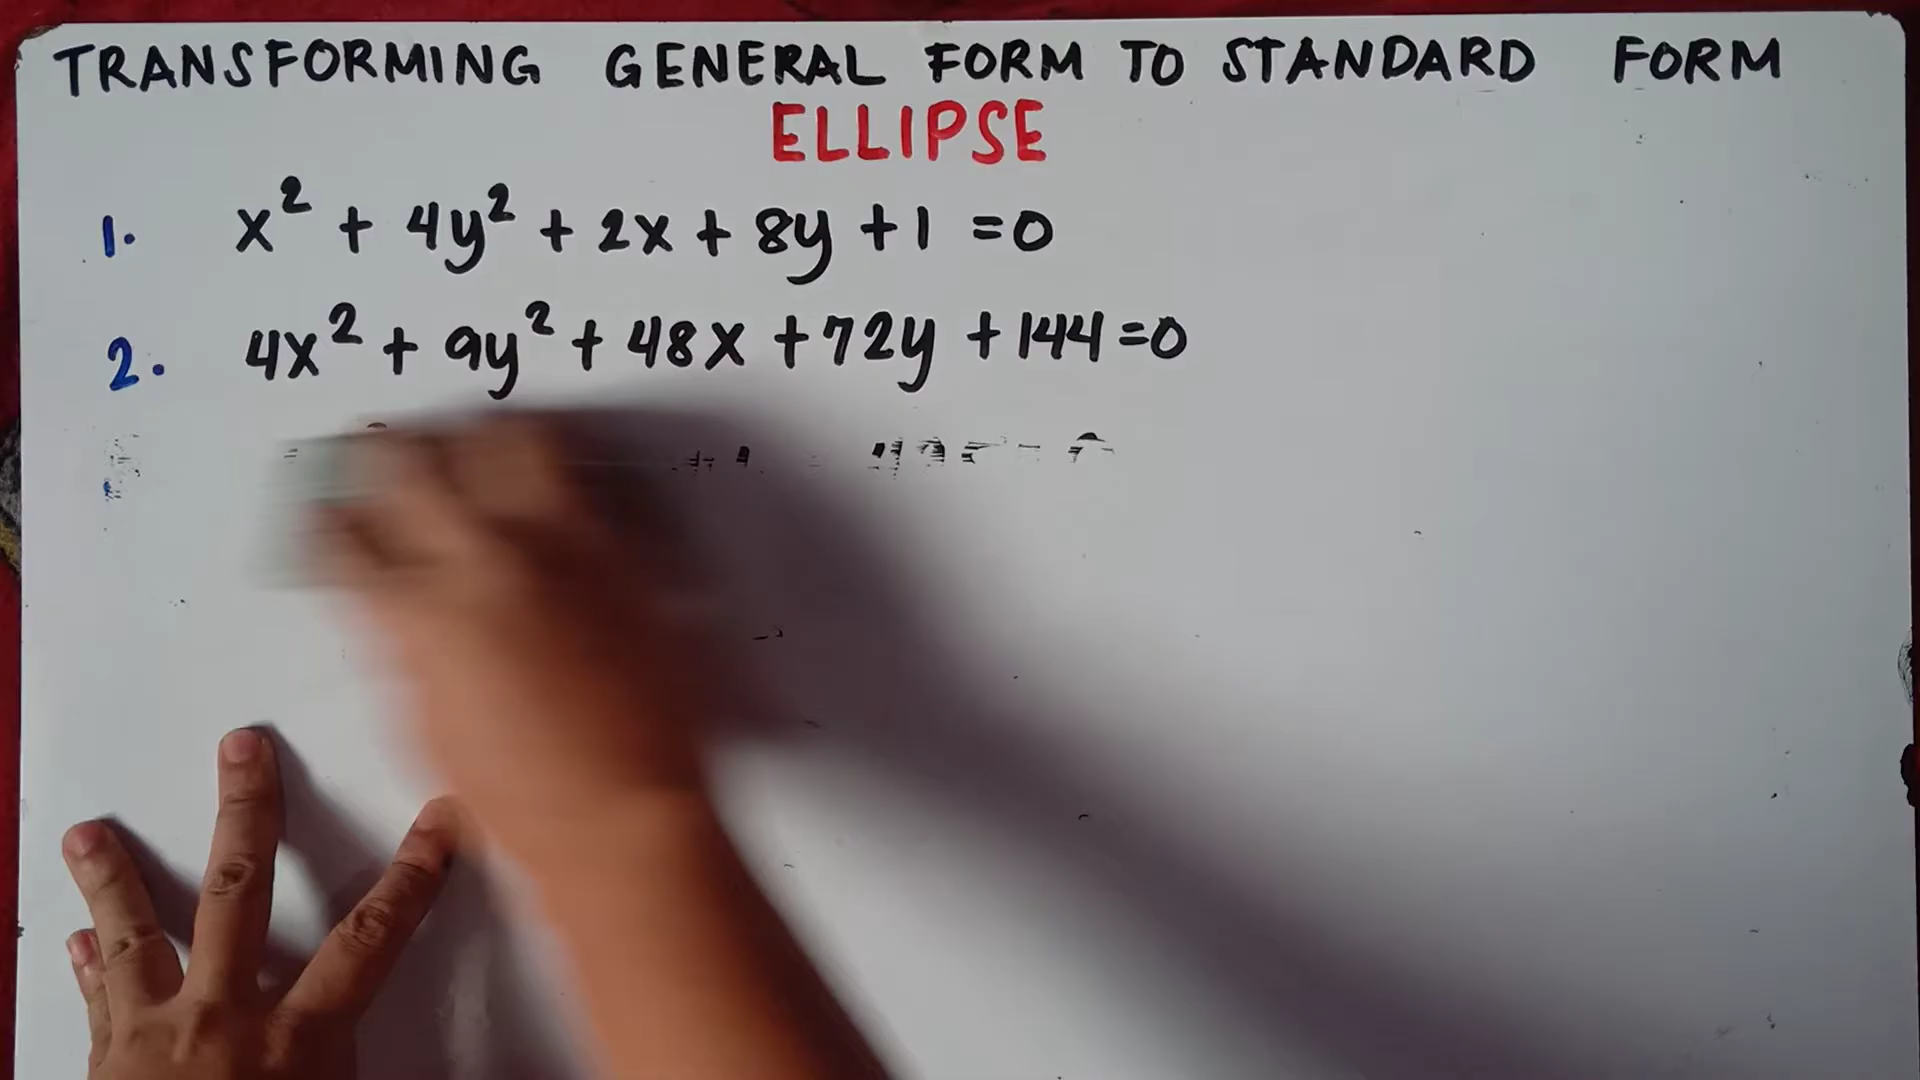 TRANSFORMING GENERAL FORM TO STANDARD FORM
ELLIPSE
1. x² + 4y² + 2x + 8y + 1 = 0
2. 4x² + 9y² + 48x + 72y + 144 = 0